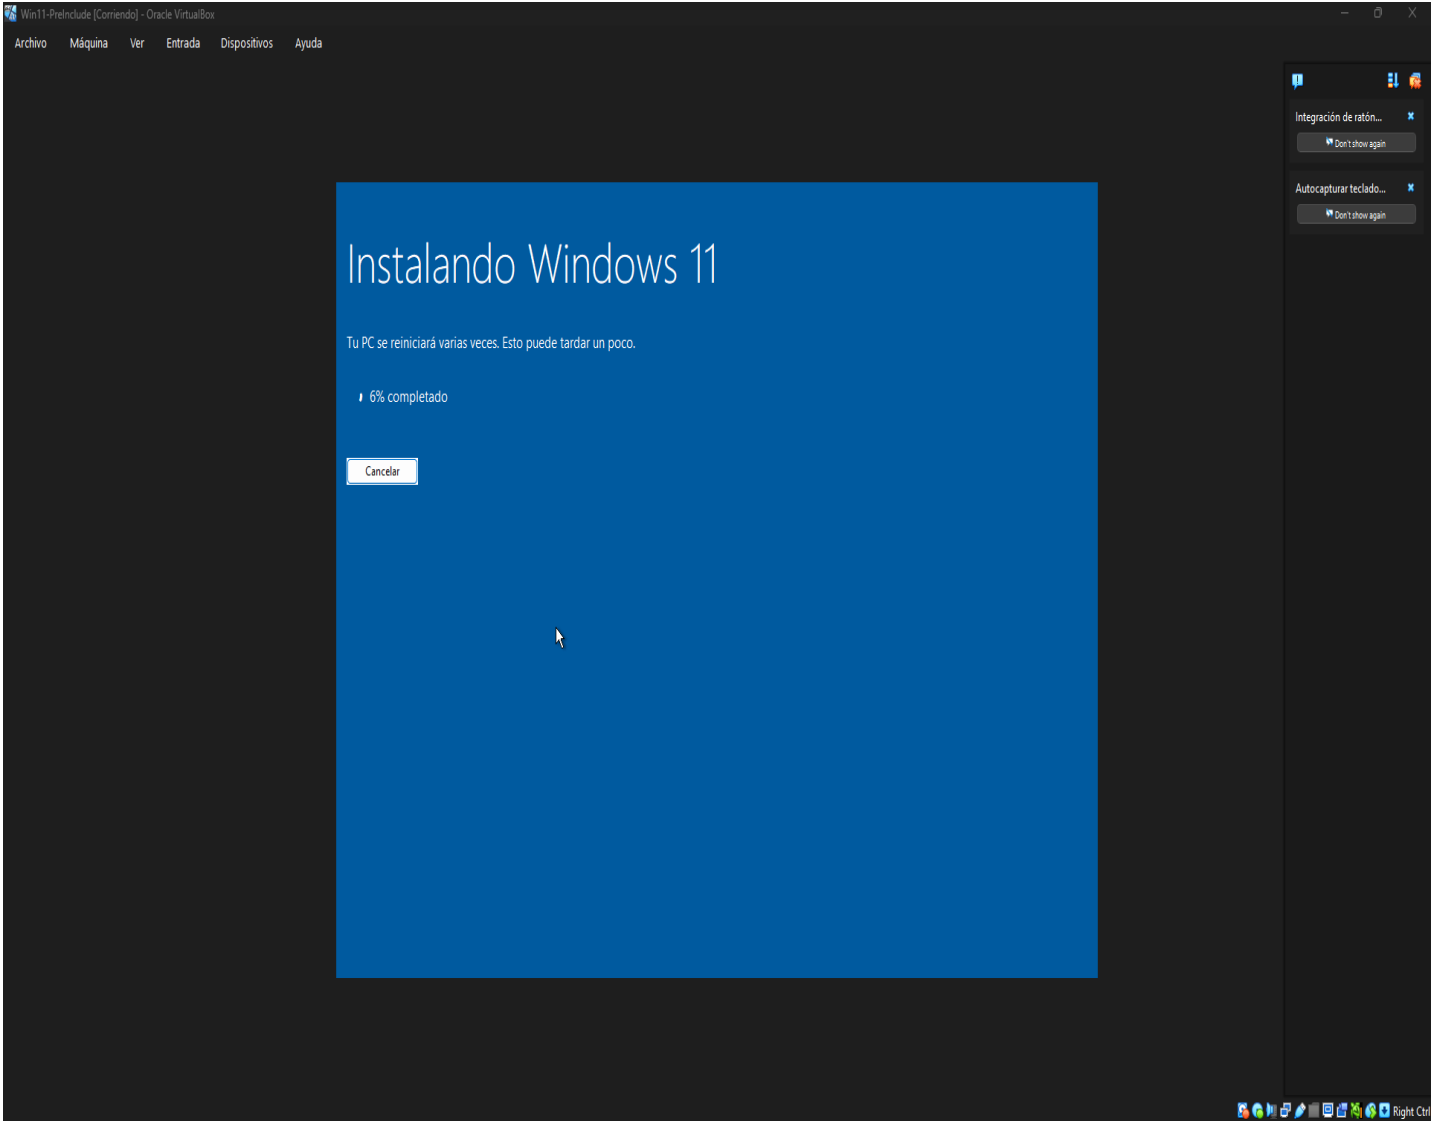 Win11-PreInclude [Corriendo] - Oracle VirtualBox
Archivo Máquina Ver Entrada Dispositivos Ayuda
Integración de ratón...
Don't show again
Autocapturar teclado...
Don't show again
Instalando Windows 11
Tu PC se reiniciará varias veces. Esto puede tardar un poco.
6% completado
Cancelar
Right Ctrl